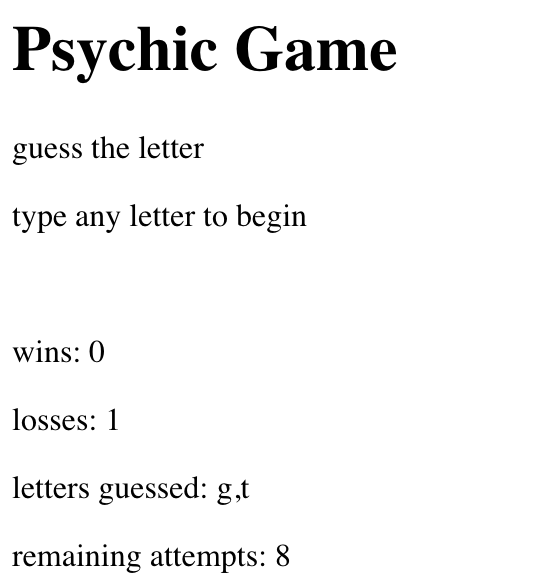 Psychic Game
guess the letter
type any letter to begin
wins: 0
losses: 1
letters guessed: g,t
remaining attempts: 8